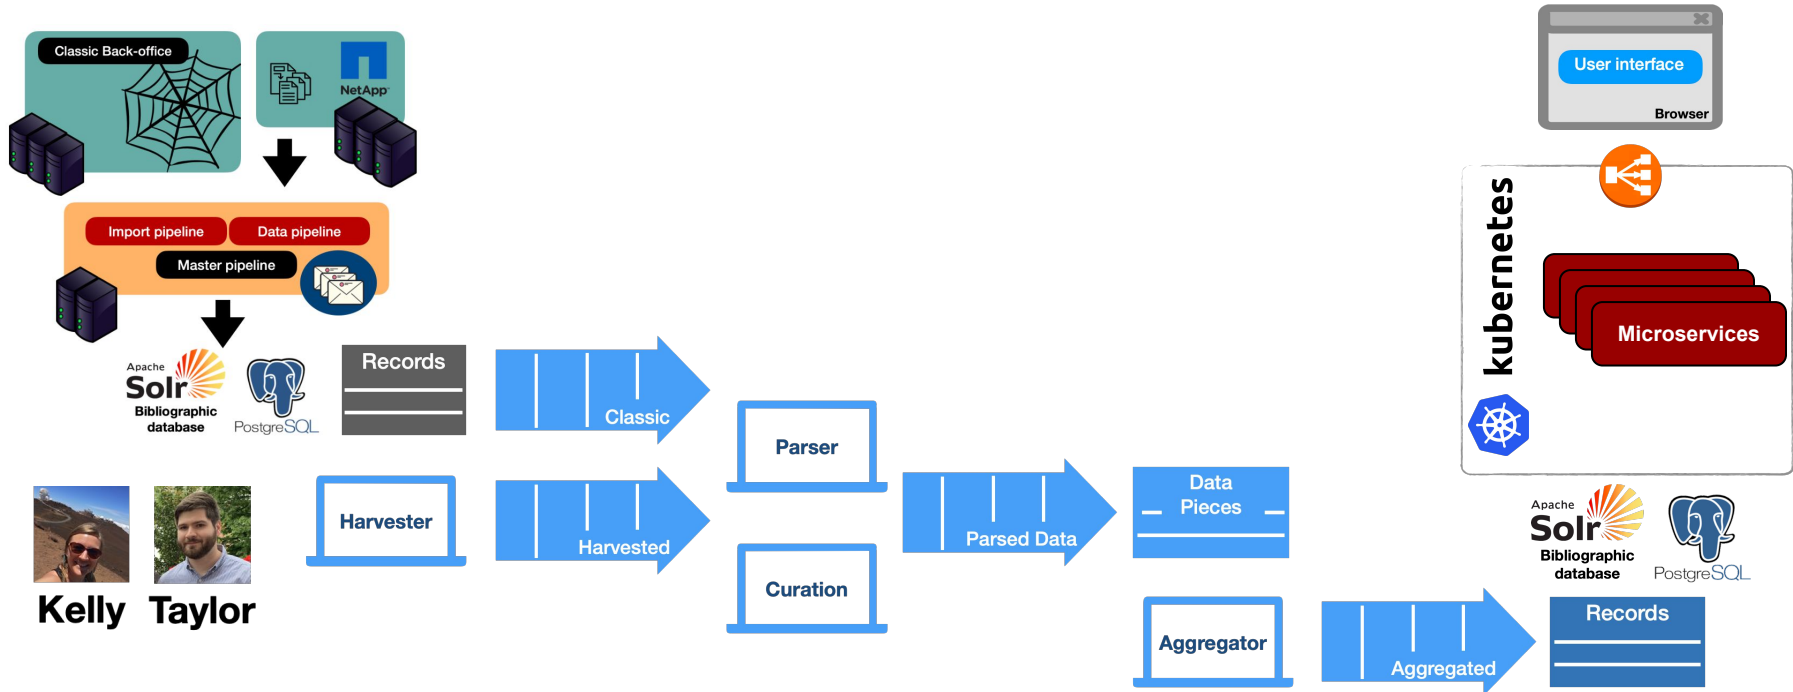 Classic Back-office
NetApp
Import pipeline
Data pipeline
Master pipeline
Apache
Solr
Bibliographic
database
PostgreSQL
Records
Classic
Parser
Harvester
Harvested
Curation
Kelly
Taylor
Parsed Data
Data
Pieces
Aggregator
Aggregated
User interface
Browser
kubernetes
Microservices
Apache
Solr
Bibliographic
database
PostgreSQL
Records